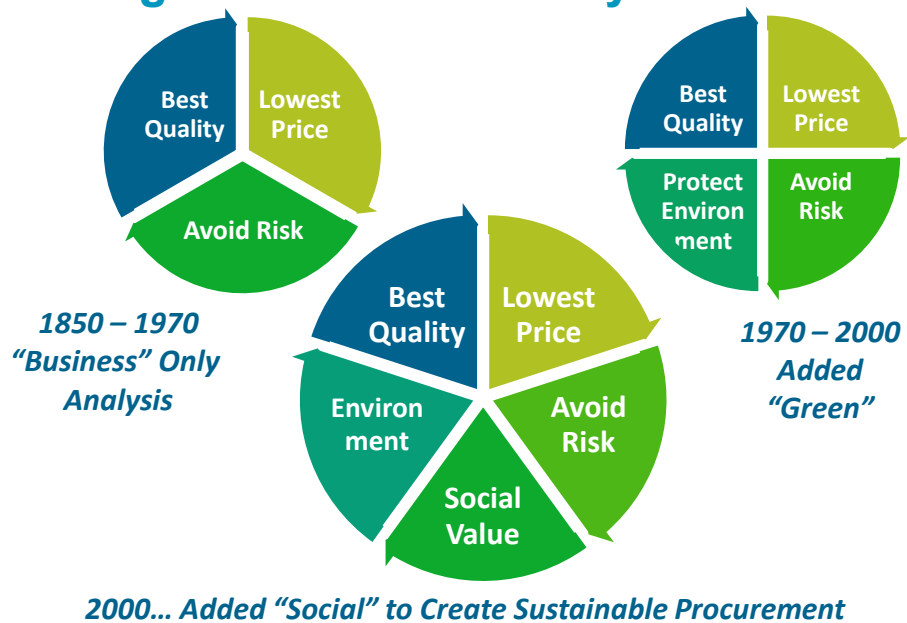 Best
Quality
Lowest
Price
Avoid Risk
1850 – 1970
“Business” Only
Analysis
Best
Quality
Lowest
Price
Protect
Environ
ment
Avoid
Risk
1970 – 2000
Added
“Green”
Best
Quality
Lowest
Price
Environ
ment
Avoid
Risk
Social
Value
2000... Added “Social” to Create Sustainable Procurement